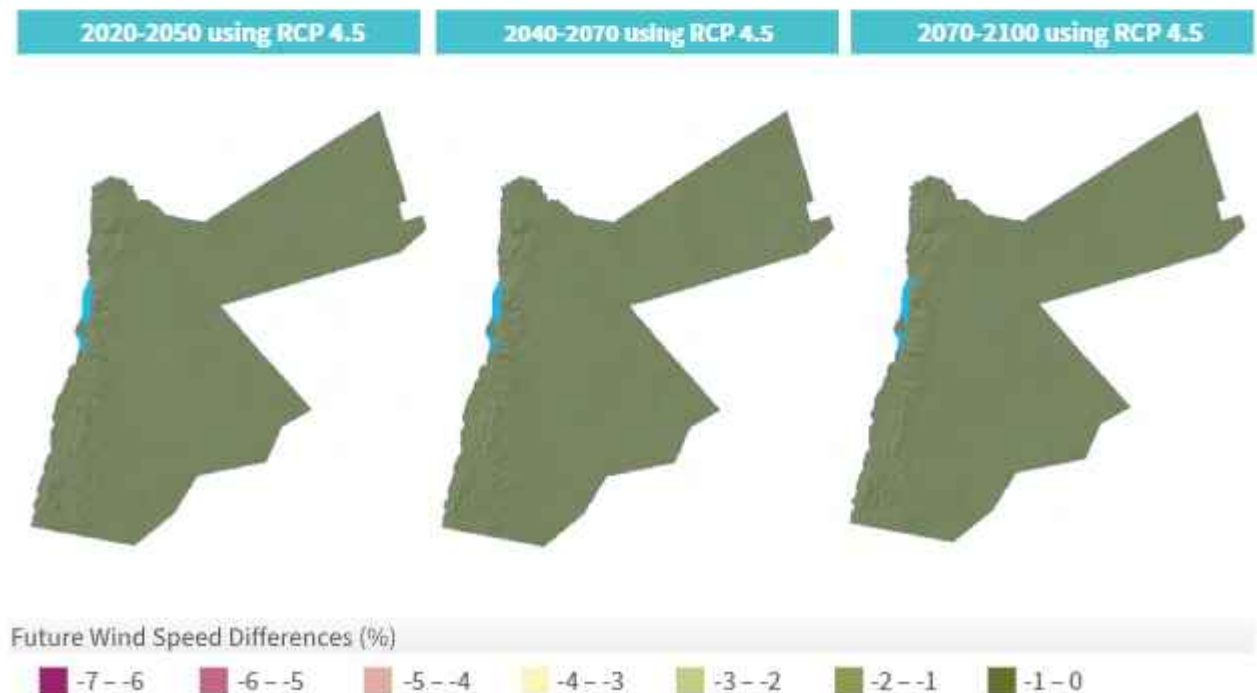 2020-2050 using RCP 4.5
2040-2070 using RCP 4.5
2070-2100 using RCP 4.5
Future Wind Speed Differences (%)
-7 – -6
-6 – -5
-5 – -4
-4 – -3
-3 – -2
-2 – -1
-1 – 0